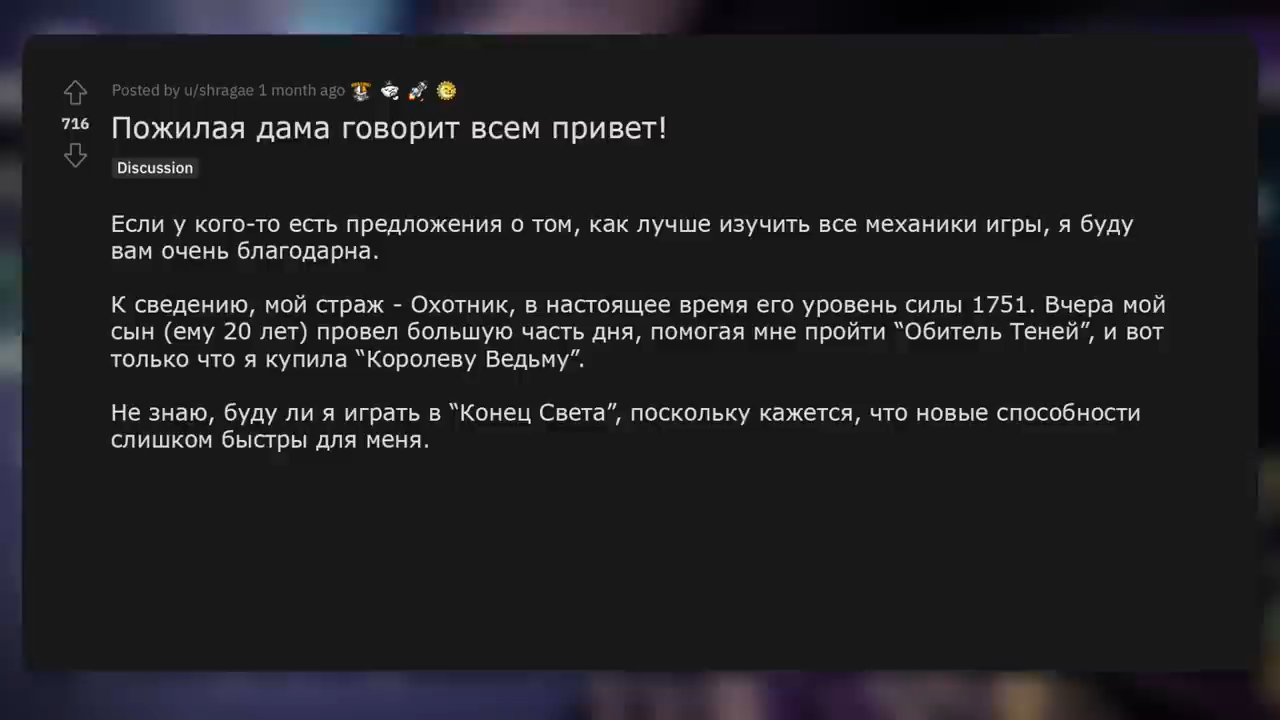 Posted by u/shragae 1 month ago
716
Пожилая дама говорит всем привет!
Discussion
Если у кого-то есть предложения о том, как лучше изучить все механики игры, я буду
вам очень благодарна.
К сведению, мой страж - Охотник, в настоящее время его уровень силы 1751. Вчера мой
сын (ему 20 лет) провел большую часть дня, помогая мне пройти “Обитель Теней”, и вот
только что я купила “Королеву Ведьму”.
Не знаю, буду ли я играть в “Конец Света”, поскольку кажется, что новые способности
слишком быстры для меня.